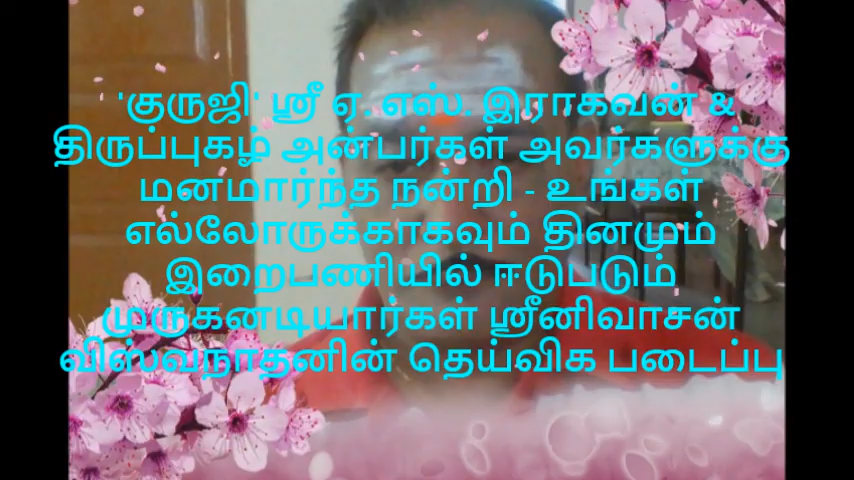 'குருஜி' ஸ்ரீ ஏ. எஸ். இராகவன் &
திருப்புகழ் அன்பர்கள் அவர்களுக்கு
மனமார்ந்த நன்றி - உங்கள்
எல்லோருக்காகவும் தினமும்
இறைபணியில் ஈடுபடும்
முருகனடியார்கள் ஸ்ரீனிவாசன்
விஸ்வநாதனின் தெய்விக படைப்பு